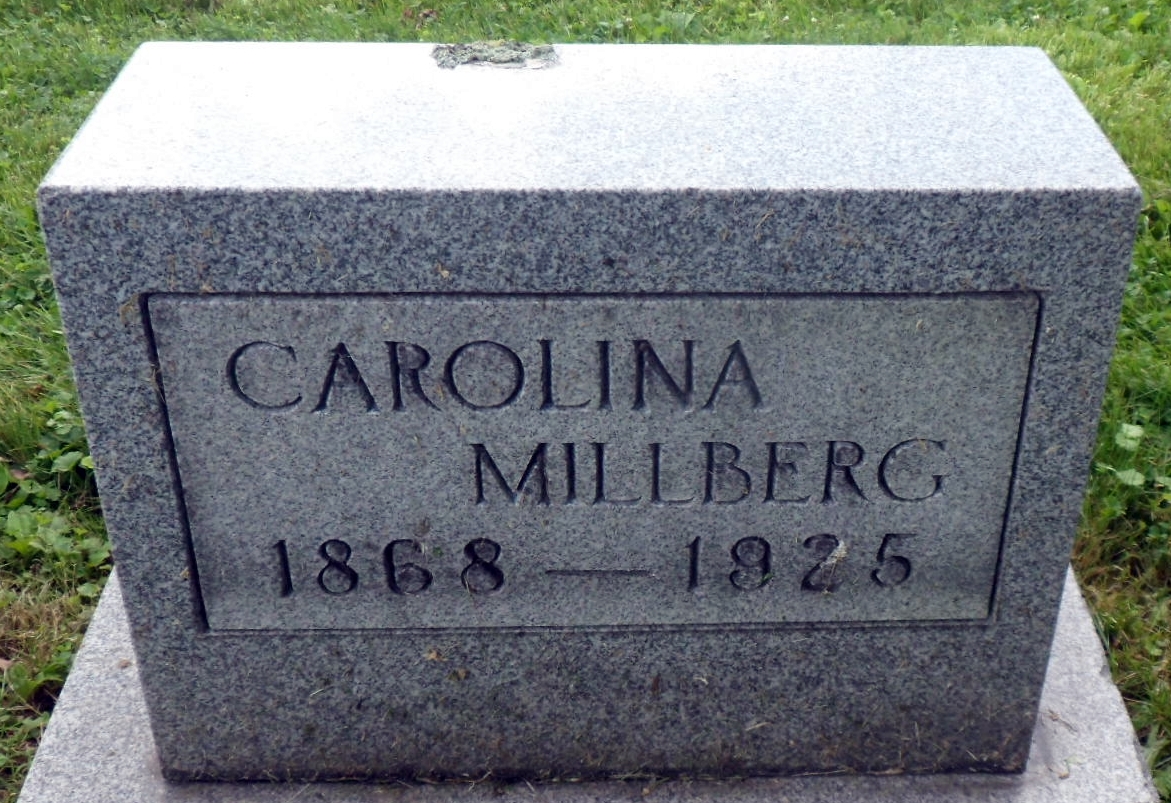 CAROLINA
MILLBERG
1868 — 1925